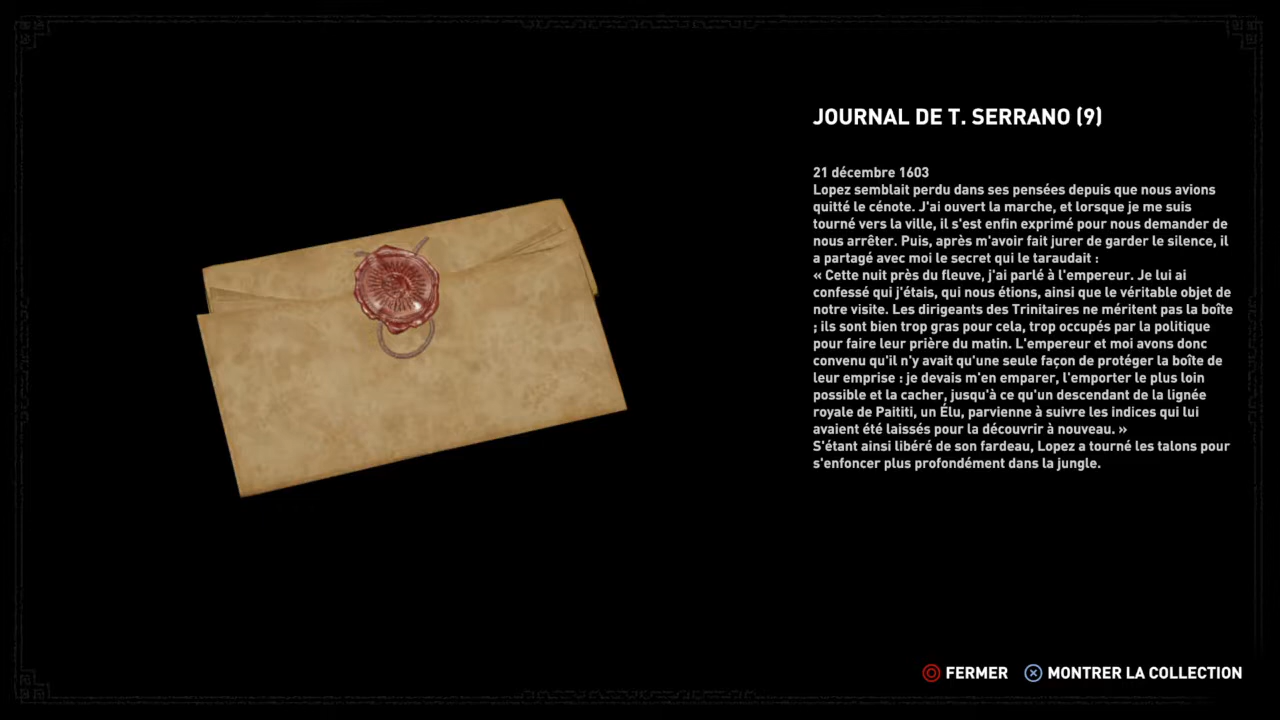 JOURNAL DE T. SERRANO (9)
21 décembre 1603
Lopez semblait perdu dans ses pensées depuis que nous avions
quitté le cénote. J'ai ouvert la marche, et lorsque je me suis
tourné vers la ville, il s'est enfin exprimé pour nous demander de
nous arrêter. Puis, après m'avoir fait jurer de garder le silence, il
a partagé avec moi le secret qui le taraudait :
« Cette nuit près du fleuve, j'ai parlé à l'empereur. Je lui ai
confessé qui j'étais, qui nous étions, ainsi que le véritable objet de
notre visite. Les dirigeants des Trinitaires ne méritent pas la boîte
; ils sont bien trop gras pour cela, trop occupés par la politique
pour faire leur prière du matin. L'empereur et moi avons donc
convenu qu'il n'y avait qu'une seule façon de protéger la boîte de
leur emprise : je devais m'en emparer, l'emporter le plus loin
possible et la cacher, jusqu'à ce qu'un descendant de la lignée
royale de Paititi, un Élu, parvienne à suivre les indices qui lui
avaient été laissés pour la découvrir à nouveau. »
S'étant ainsi libéré de son fardeau, Lopez a tourné les talons pour
s'enfoncer plus profondément dans la jungle.
FERMER
MONTRER LA COLLECTION